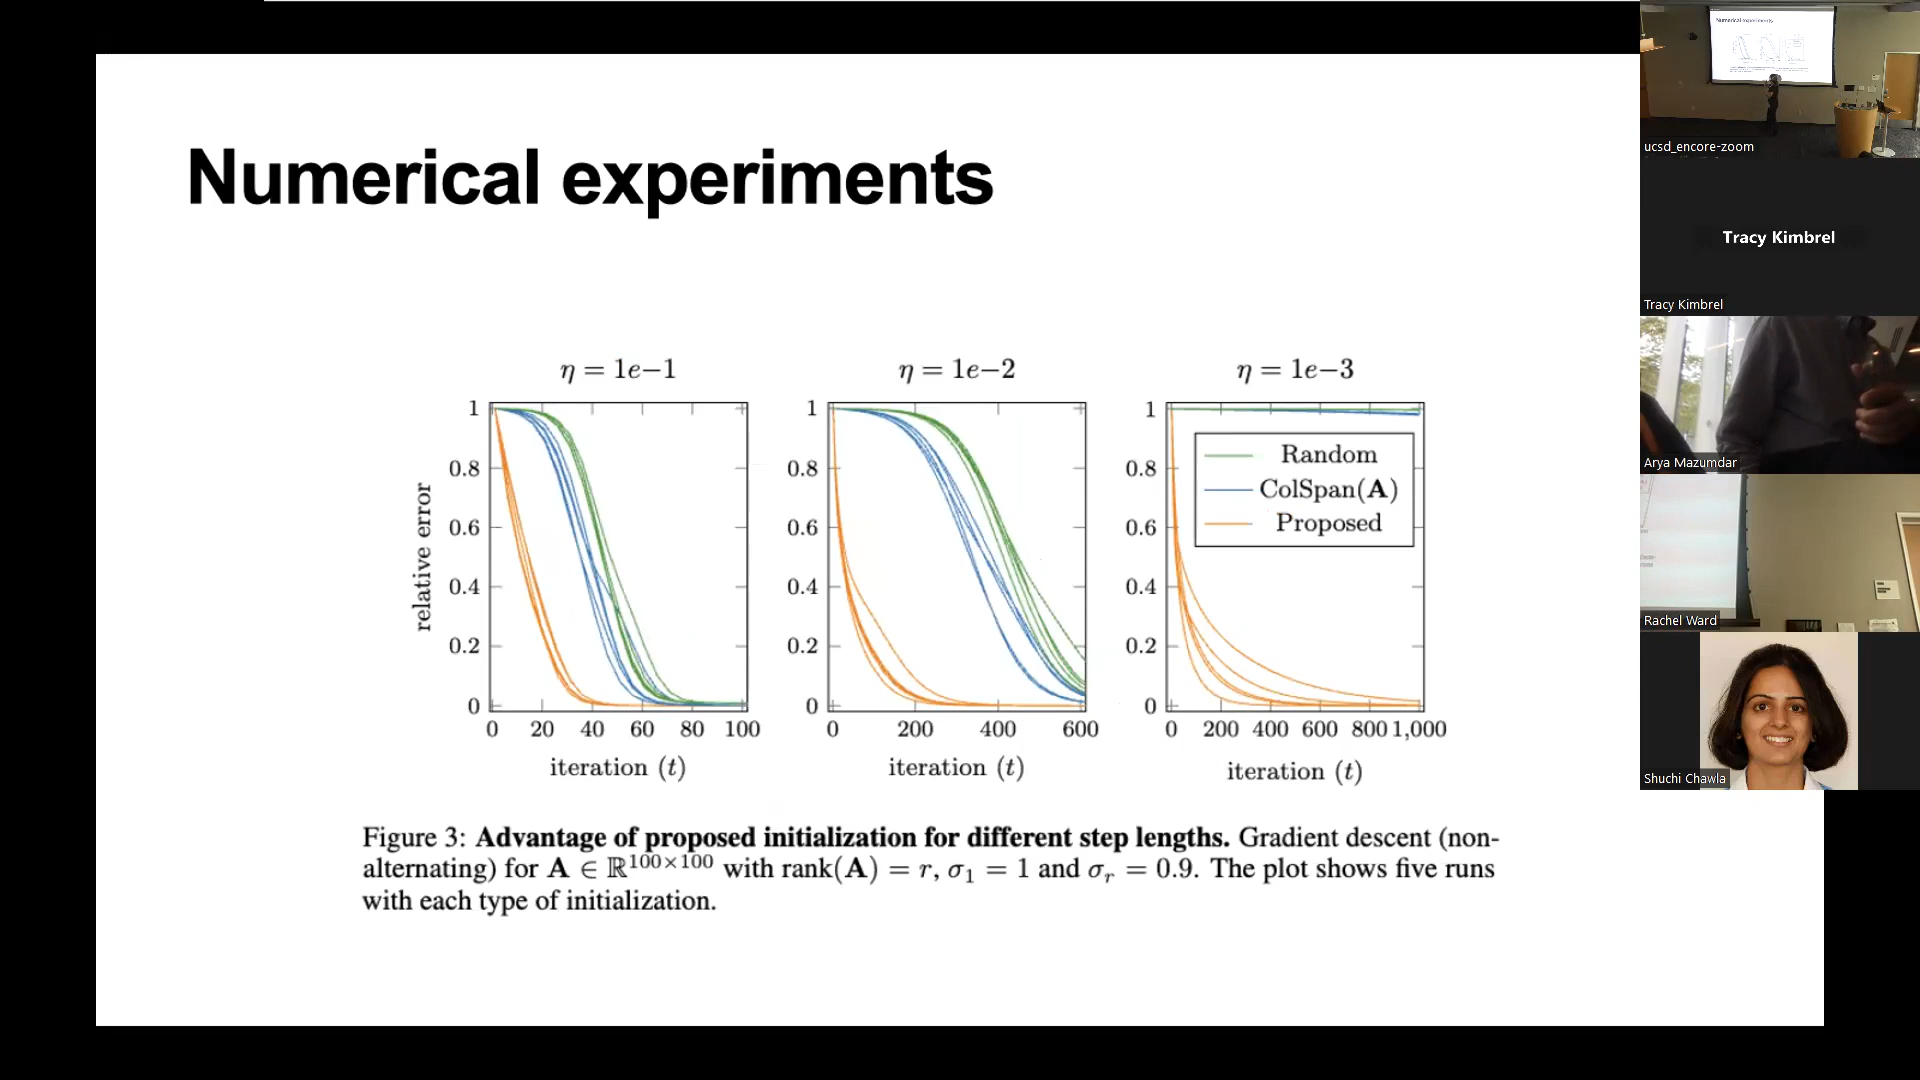 Numerical experiments
η = 1e−1
η = 1e−2
η = 1e−3
relative error
1
0.8
0.6
0.4
0.2
0
0 20 40 60 80 100
iteration (t)
1
0.8
0.6
0.4
0.2
0
0 200 400 600
iteration (t)
1
0.8
0.6
0.4
0.2
0
0 200 400 600 800 1,000
iteration (t)
Random
ColSpan(A)
Proposed
Figure 3: Advantage of proposed initialization for different step lengths. Gradient descent (non-
alternating) for A ∈ ℝ¹⁰⁰ˣ¹⁰⁰ with rank(A) = r, σ₁ = 1 and σᵣ = 0.9. The plot shows five runs
with each type of initialization.
Numerical experiments
ucsd_encore-zoom
Tracy Kimbrel
Tracy Kimbrel
Arya Mazumdar
Rachel Ward
Shuchi Chawla